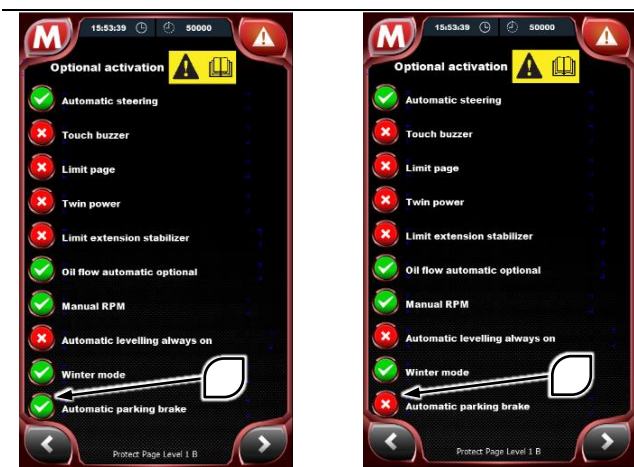 M 15:53:39 50000
Optional activation
Automatic steering
Touch buzzer
Limit page
Twin power
Limit extension stabilizer
Oil flow automatic optional
Manual RPM
Automatic levelling always on
Winter mode
Automatic parking brake
Protect Page Level 1 B
M 15:53:39 50000
Optional activation
Automatic steering
Touch buzzer
Limit page
Twin power
Limit extension stabilizer
Oil flow automatic optional
Manual RPM
Automatic levelling always on
Winter mode
Automatic parking brake
Protect Page Level 1 B